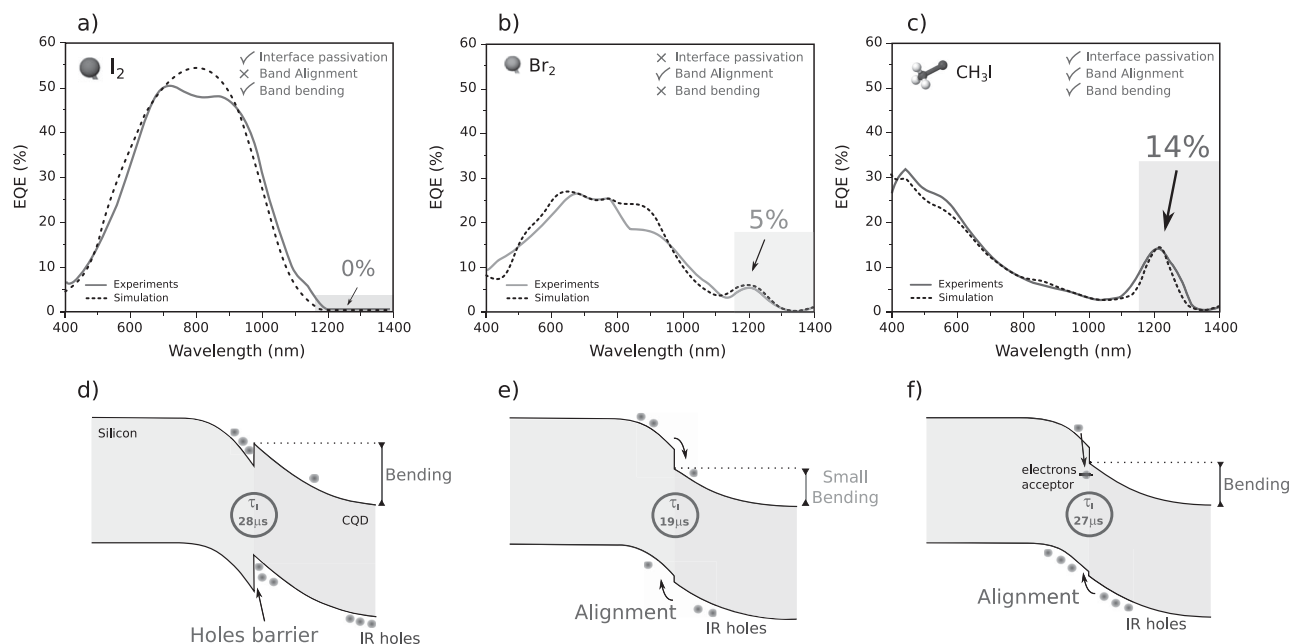 a)
I2
✓ Interface passivation
× Band Alignment
✓ Band bending
60
50
40
30
20
10
0
EQE (%)
0%
Experiments
Simulation
400 600 800 1000 1200 1400
Wavelength (nm)
b)
Br2
× Interface passivation
✓ Band Alignment
× Band bending
60
50
40
30
20
10
0
EQE (%)
5%
Experiments
Simulation
400 600 800 1000 1200 1400
Wavelength (nm)
c)
CH3I
✓ Interface passivation
✓ Band Alignment
✓ Band bending
60
50
40
30
20
10
0
EQE (%)
14%
Experiments
Simulation
400 600 800 1000 1200 1400
Wavelength (nm)
d)
Silicon
Bending
τI
28μs
CQD
Holes barrier
IR holes
e)
Small
Bending
τI
19μs
Alignment
IR holes
f)
electrons
acceptor
Bending
τI
27μs
Alignment
IR holes